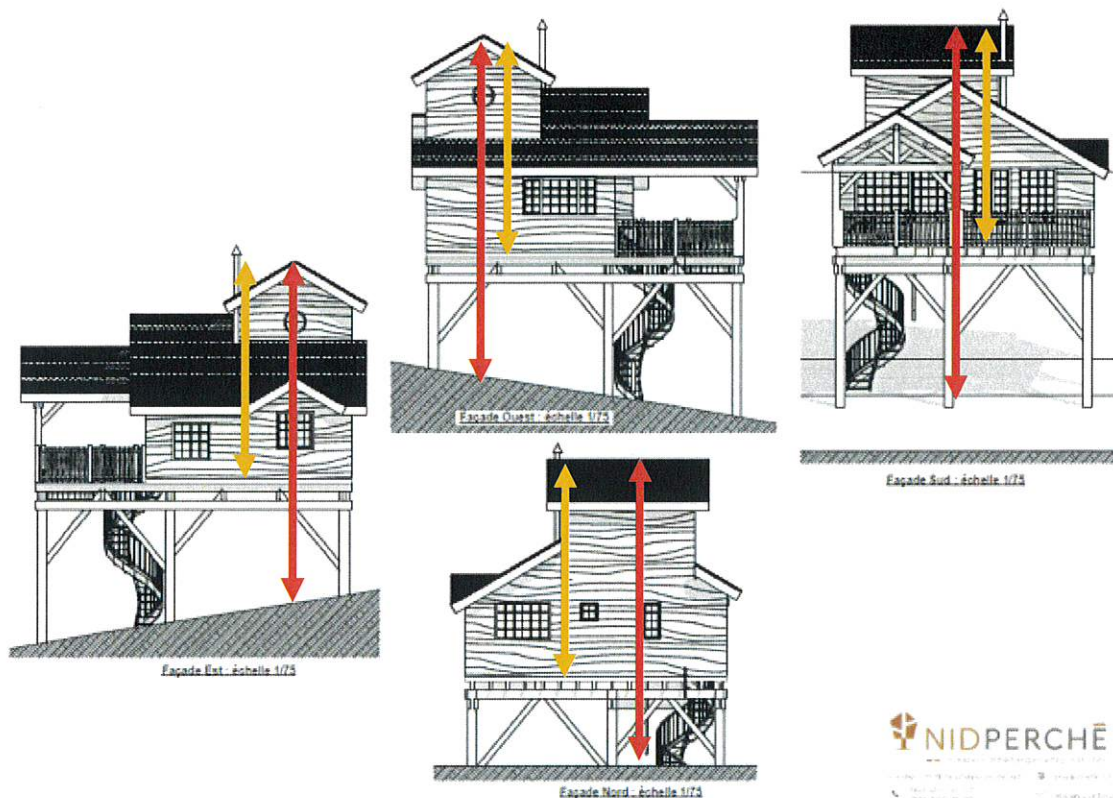 Façade Ouest : échelle 1/75
Façade Sud : échelle 1/75
Façade Est : échelle 1/75
Façade Nord : échelle 1/75
NIDPERCHÉ